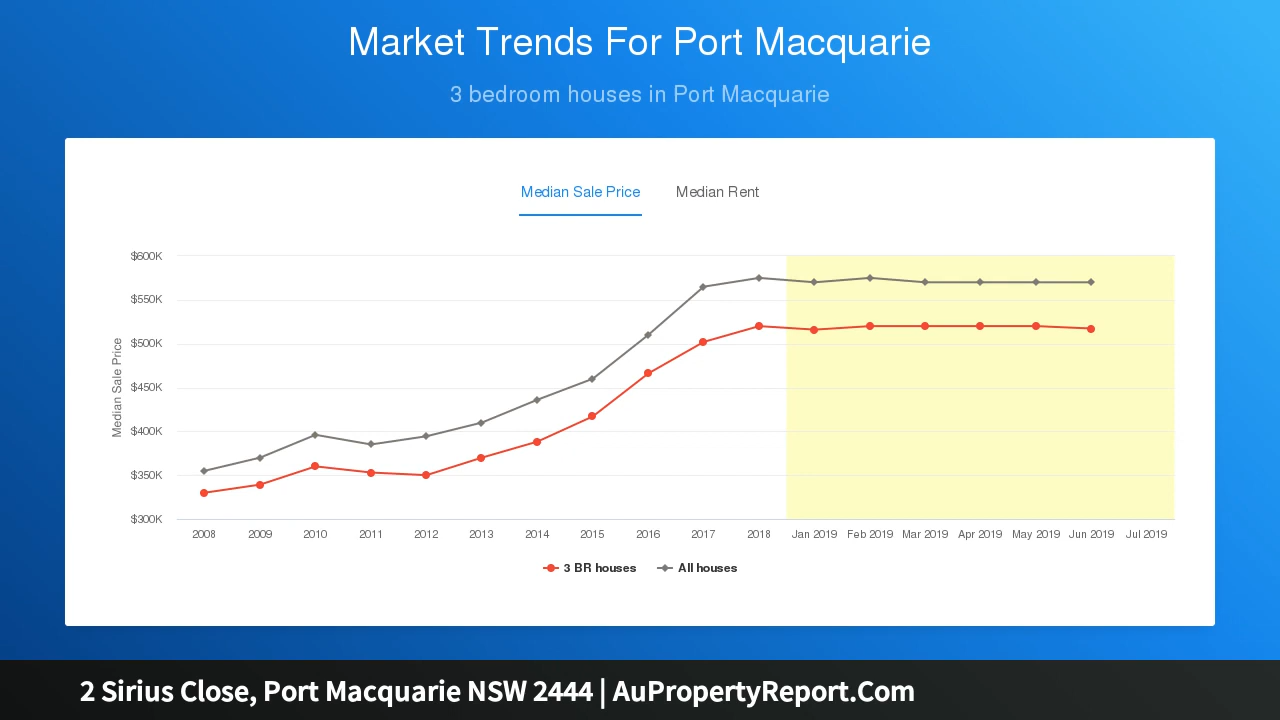 Market Trends For Port Macquarie
3 bedroom houses in Port Macquarie
Median Sale Price Median Rent
Median Sale Price
$600K
$550K
$500K
$450K
$400K
$350K
$300K
2008 2009 2010 2011 2012 2013 2014 2015 2016 2017 2018 Jan 2019 Feb 2019 Mar 2019 Apr 2019 May 2019 Jun 2019 Jul 2019
3 BR houses All houses
2 Sirius Close, Port Macquarie NSW 2444 | AuPropertyReport.Com